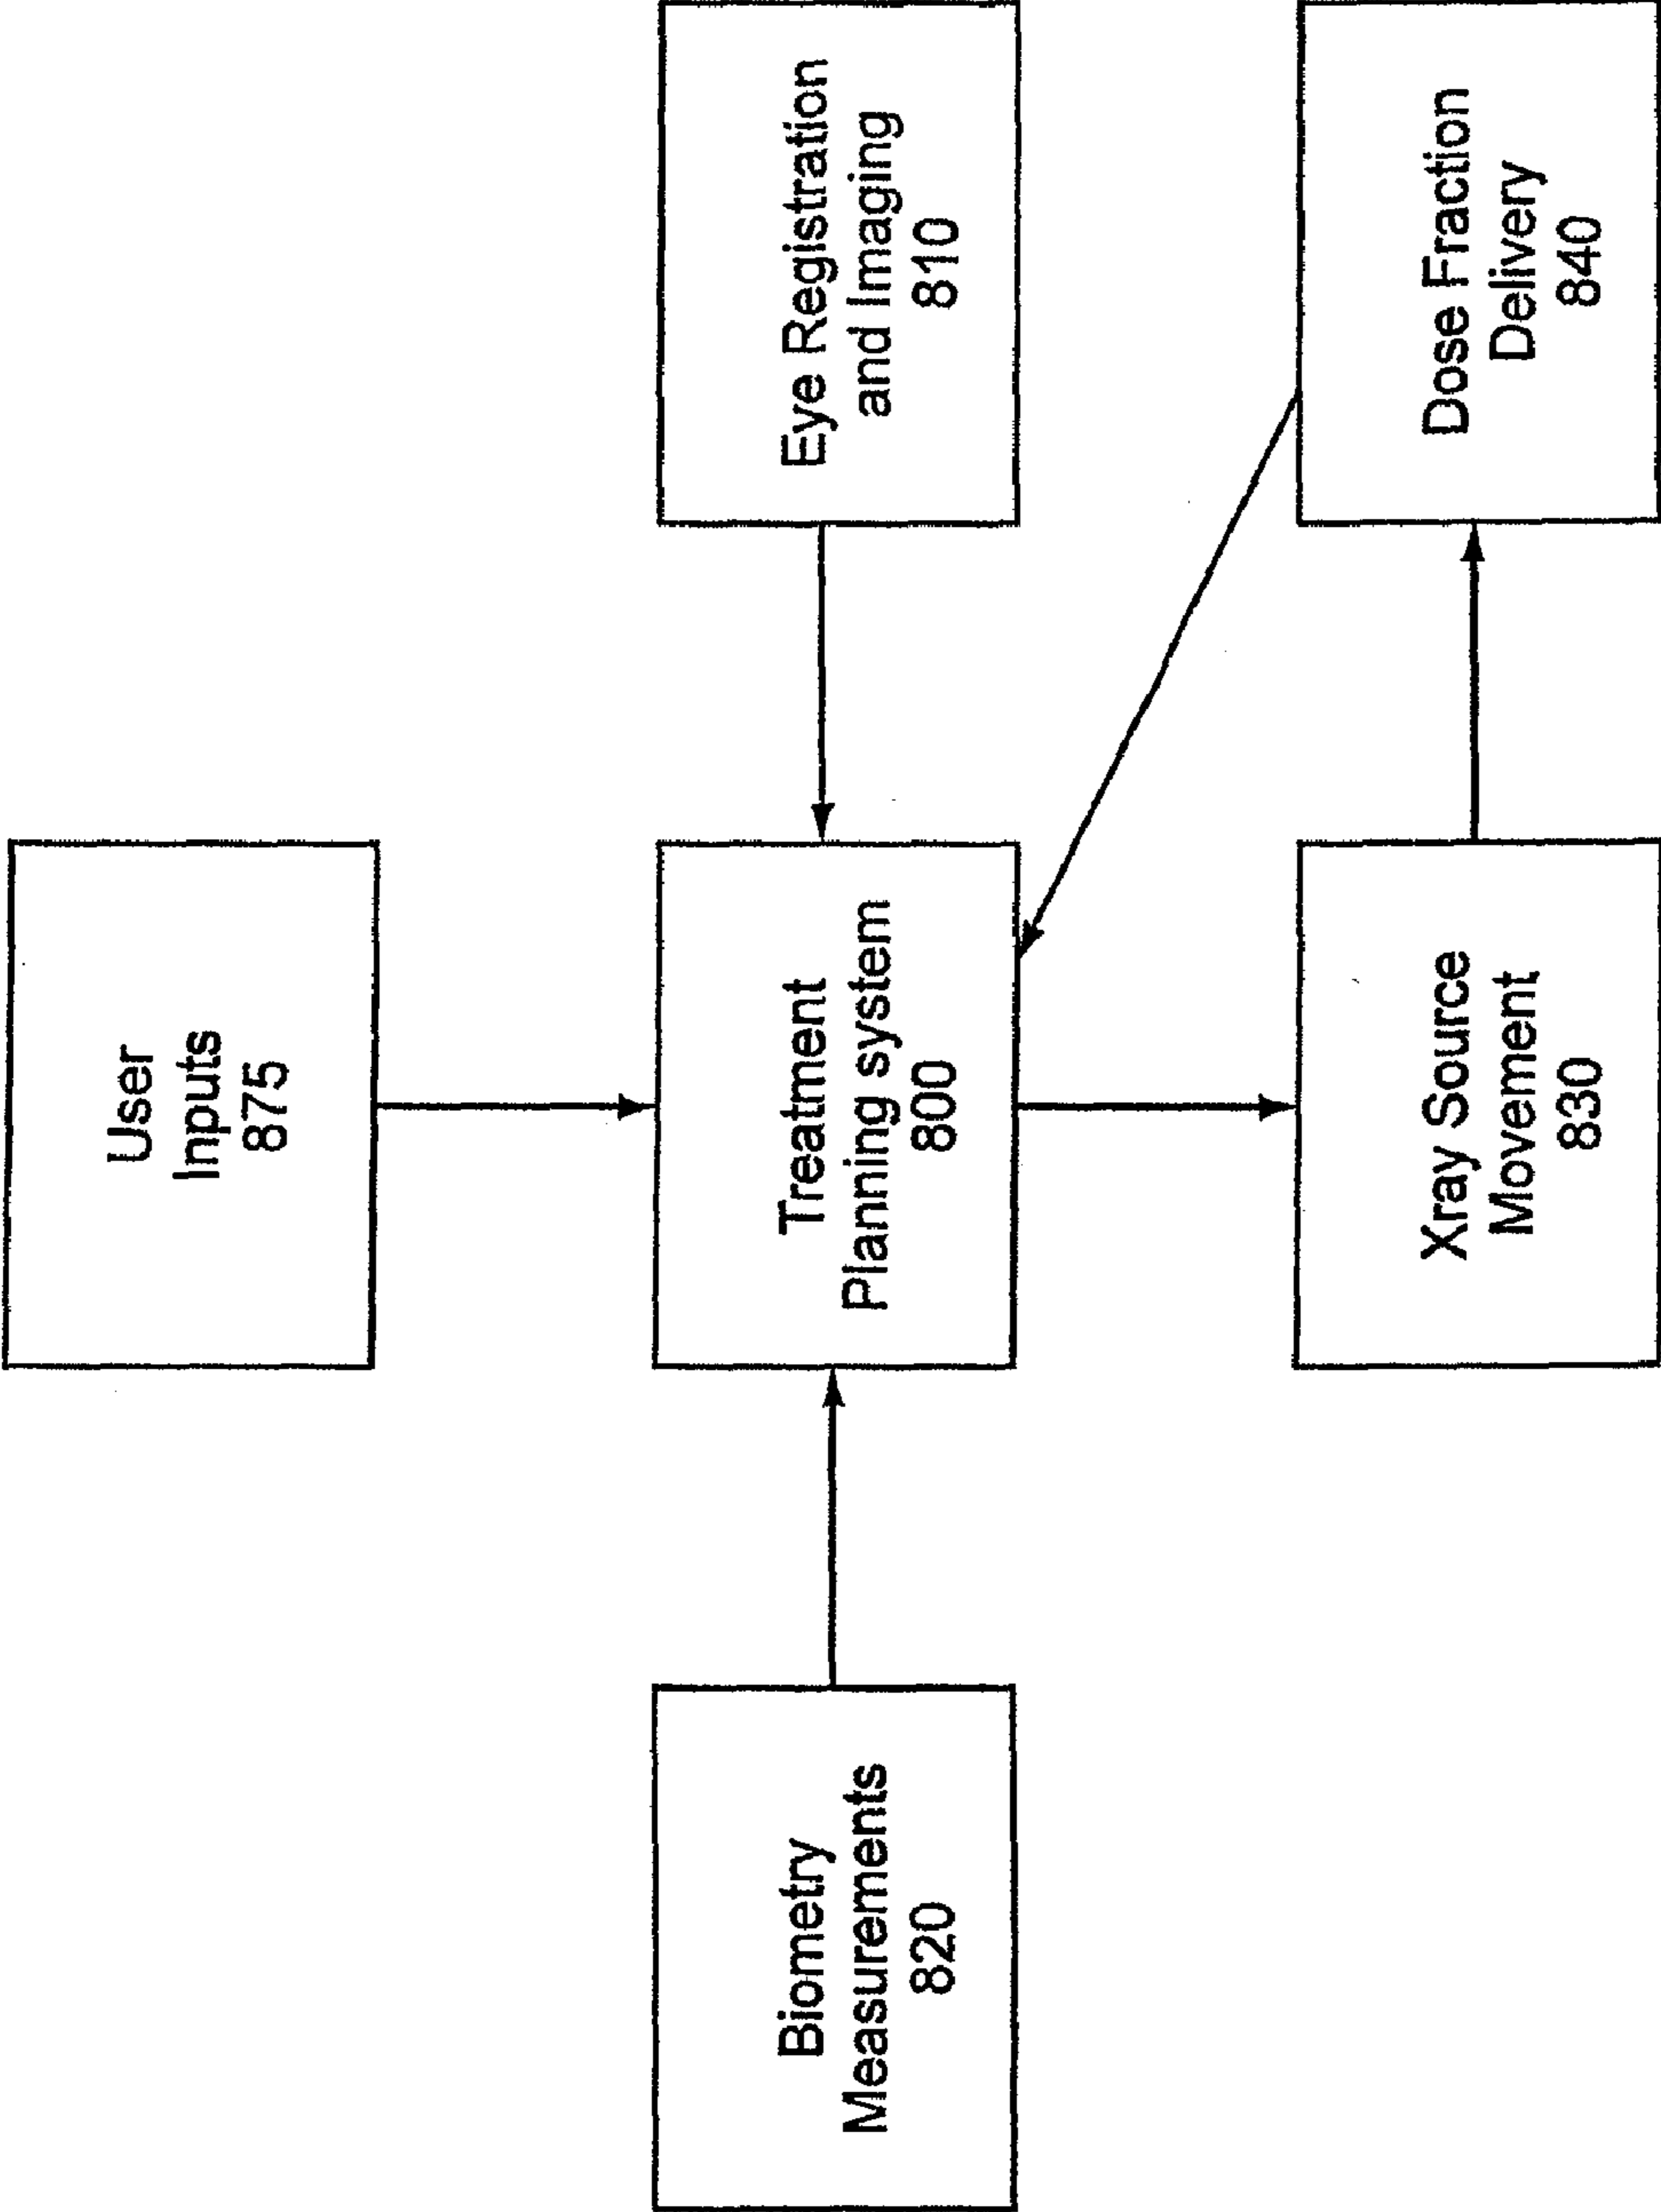 User
Inputs
875
Biometry
Measurements
820
Treatment
Planning system
800
Eye Registration
and Imaging
810
Xray Source
Movement
830
Dose Fraction
Delivery
840